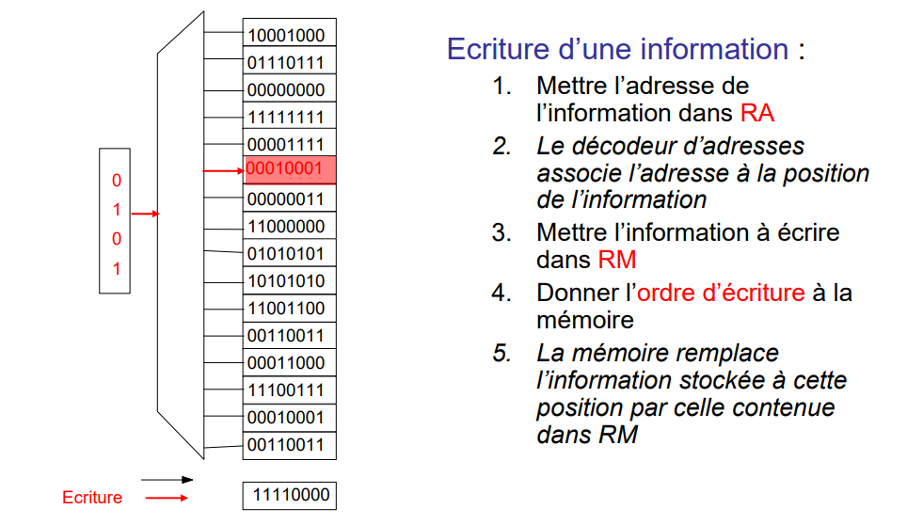 0
1
0
1
10001000
01110111
00000000
11111111
00001111
00010001
00000011
11000000
01010101
10101010
11001100
00110011
00011000
11100111
00010001
00110011
Ecriture
11110000
Ecriture d’une information :
1. Mettre l’adresse de
l’information dans RA
2. Le décodeur d’adresses
associe l’adresse à la position
de l’information
3. Mettre l’information à écrire
dans RM
4. Donner l’ordre d’écriture à la
mémoire
5. La mémoire remplace
l’information stockée à cette
position par celle contenue
dans RM